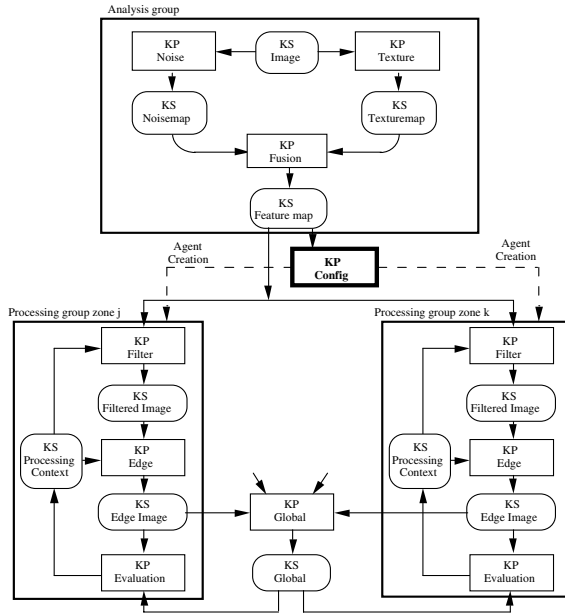 Analysis group
KP
Noise
KS
Image
KP
Texture
KS
Noisemap
KS
Texturemap
KP
Fusion
KS
Feature map
Agent
Creation
KP
Config
Agent
Creation
Processing group zone j
KP
Filter
KS
Filtered Image
KS
Processing
Context
KP
Edge
KS
Edge Image
KP
Evaluation
KP
Global
KS
Global
Processing group zone k
KP
Filter
KS
Filtered Image
KS
Processing
Context
KP
Edge
KS
Edge Image
KP
Evaluation